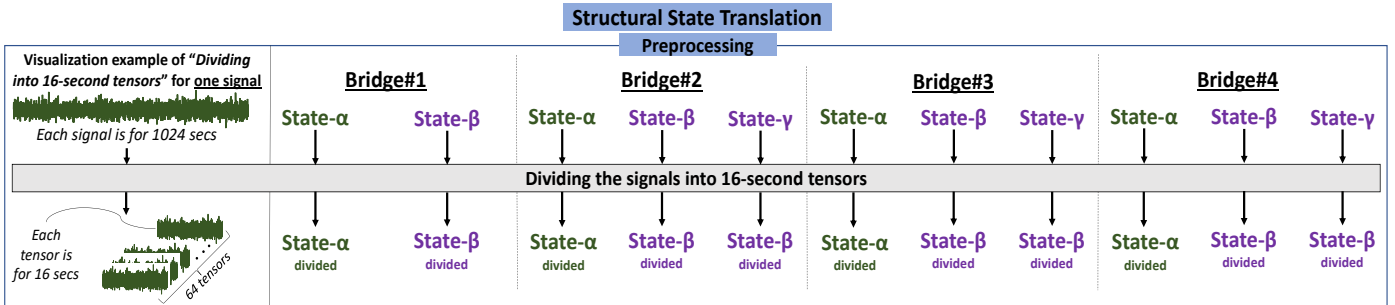 Structural State Translation
Preprocessing
Visualization example of “Dividing
into 16-second tensors” for one signal
Each signal is for 1024 secs
Bridge#1
Bridge#2
Bridge#3
Bridge#4
State-α
State-β
State-α
State-β
State-γ
State-α
State-β
State-γ
State-α
State-β
State-γ
Dividing the signals into 16-second tensors
Each
tensor is
for 16 secs
64 tensors
State-α
divided
State-β
divided
State-α
divided
State-β
divided
State-β
divided
State-α
divided
State-β
divided
State-β
divided
State-α
divided
State-β
divided
State-β
divided